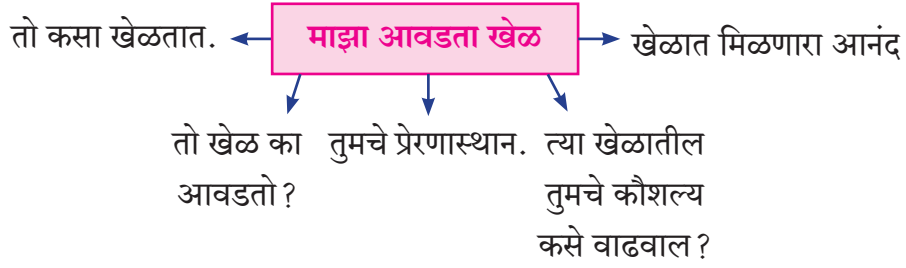 माझा आवडता खेळ
तो कसा खेळतात.
खेळात मिळणारा आनंद
तो खेळ का
आवडतो?
तुमचे प्रेरणास्थान.
त्या खेळातील
तुमचे कौशल्य
कसे वाढवाल?